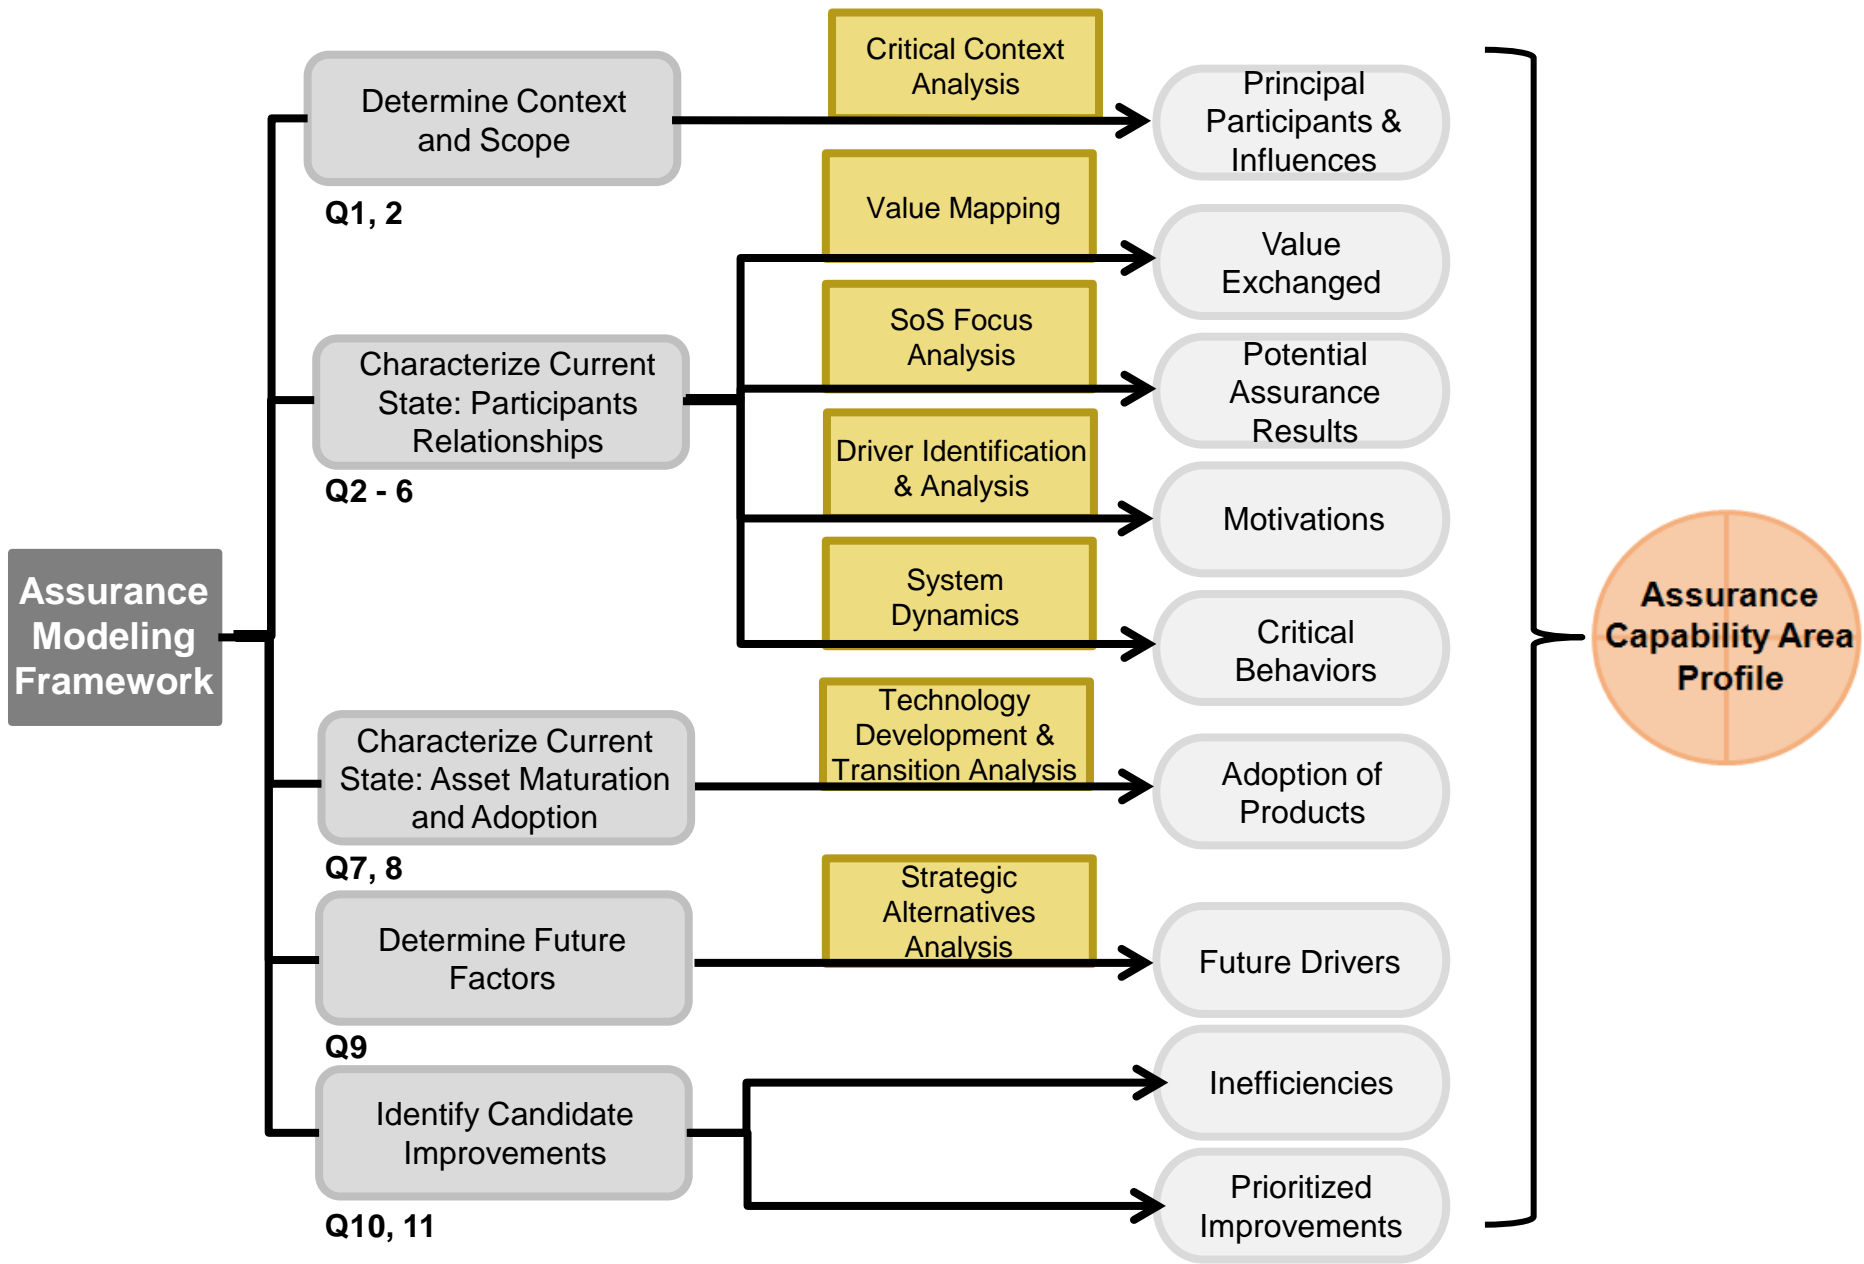 Assurance
Modeling
Framework
Determine Context
and Scope
Q1, 2
Characterize Current
State: Participants
Relationships
Q2 - 6
Characterize Current
State: Asset Maturation
and Adoption
Q7, 8
Determine Future
Factors
Q9
Identify Candidate
Improvements
Q10, 11
Critical Context
Analysis
Value Mapping
SoS Focus
Analysis
Driver Identification
& Analysis
System
Dynamics
Technology
Development &
Transition Analysis
Strategic
Alternatives
Analysis
Principal
Participants &
Influences
Value
Exchanged
Potential
Assurance
Results
Motivations
Critical
Behaviors
Adoption of
Products
Future Drivers
Inefficiencies
Prioritized
Improvements
Assurance
Capability Area
Profile